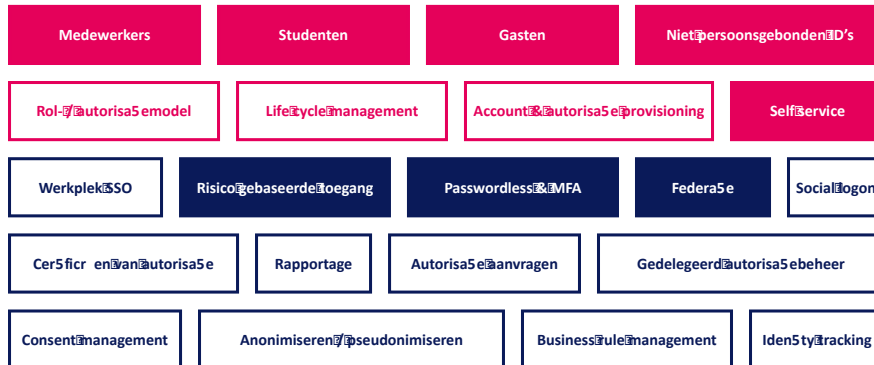 Medewerkers
Studenten
Gasten
Niet persoonsgebonden ID's
Rol- / autorisa5emodel
Life cycle management
Account & autorisa5e provisioning
Self service
Werkplek SSO
Risico gebaseerde toegang
Passwordless & MFA
Federa5e
Social logon
Cer5ficr en van autorisa5e
Rapportage
Autorisa5e aanvragen
Gedelegeerd autorisa5ebeheer
Consent management
Anonimiseren / pseudonimiseren
Business rule management
Iden5ty tracking